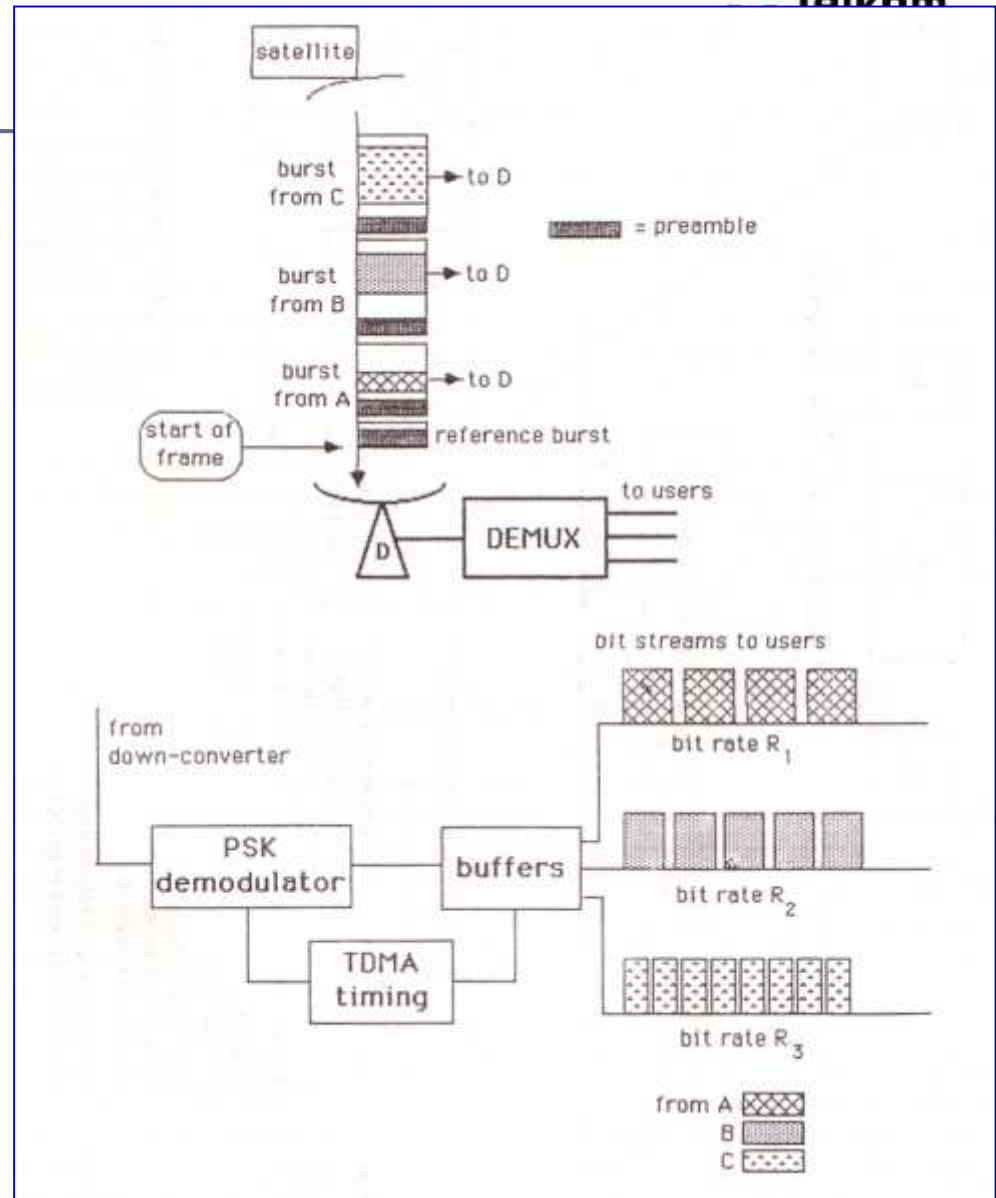 satellite
burst
from C
to D
= preamble
burst
from B
to D
burst
from A
to D
start of
frame
reference burst
to users
D
DEMUX
bit streams to users
from
down-converter
bit rate R1
PSK
demodulator
buffers
bit rate R2
TDMA
timing
bit rate R3
from A
B
C